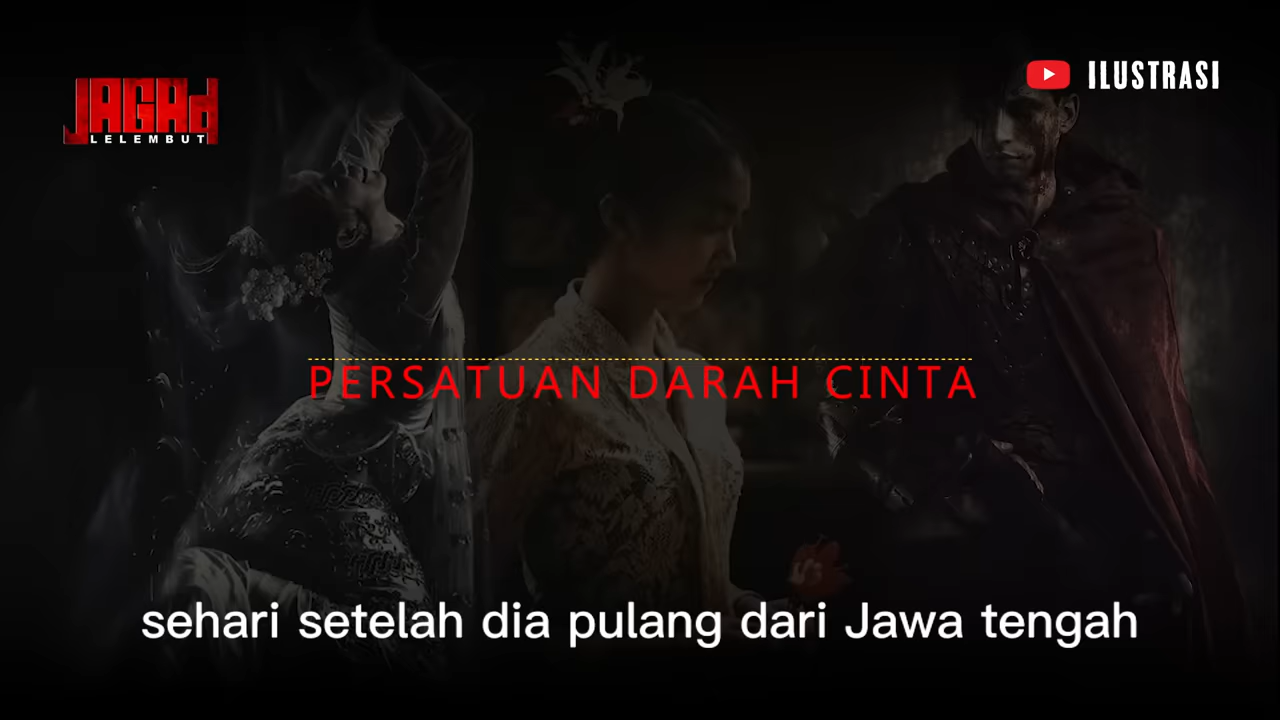 JAGAd
LELEMBUT
ILUSTRASI
PERSATUAN DARAH CINTA
sehari setelah dia pulang dari Jawa tengah